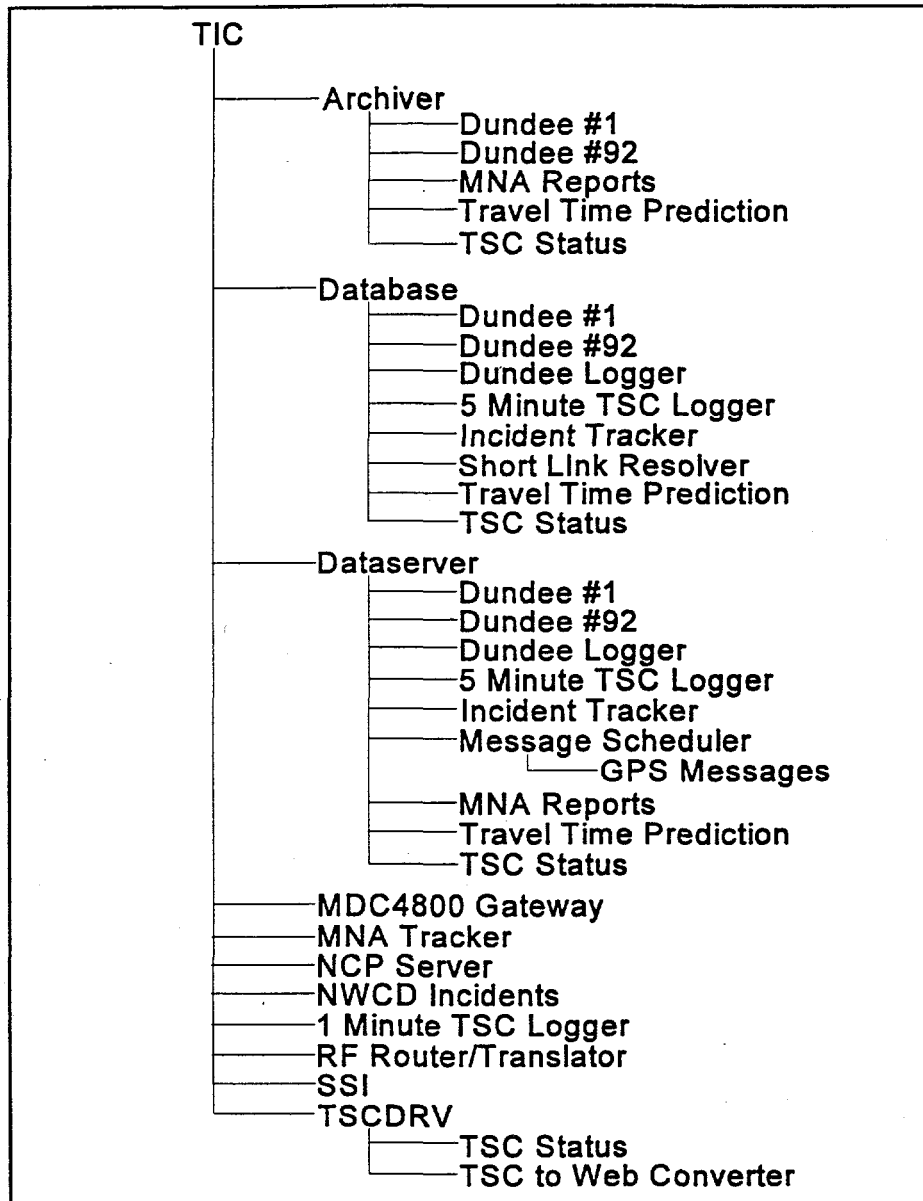 TIC
Archiver
Dundee #1
Dundee #92
MNA Reports
Travel Time Prediction
TSC Status
Database
Dundee #1
Dundee #92
Dundee Logger
5 Minute TSC Logger
Incident Tracker
Short Link Resolver
Travel Time Prediction
TSC Status
Dataserver
Dundee #1
Dundee #92
Dundee Logger
5 Minute TSC Logger
Incident Tracker
Message Scheduler
GPS Messages
MNA Reports
Travel Time Prediction
TSC Status
MDC4800 Gateway
MNA Tracker
NCP Server
NWCD Incidents
1 Minute TSC Logger
RF Router/Translator
SSI
TSCDRV
TSC Status
TSC to Web Converter